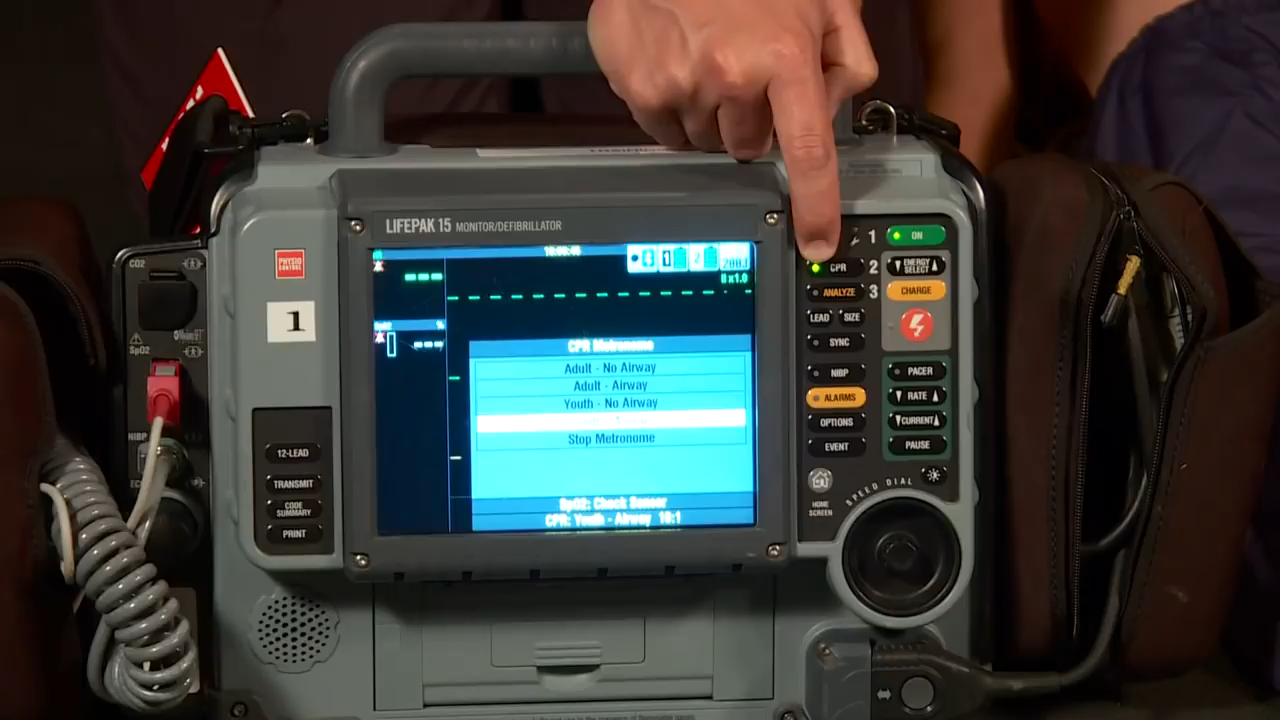 LIFEPAK 15 MONITOR/DEFIBRILLATOR
PHYSIO
CONTROL
1
CO2
SpO2
NIBP
12-LEAD
TRANSMIT
CODE
SUMMARY
PRINT
II x1.0
CPR Metronome
Adult - No Airway
Adult - Airway
Youth - No Airway
Stop Metronome
SpO2: Check Sensor
CPR: Youth - Airway
1 ON
CPR 2 ENERGY
SELECT
ANALYZE 3 CHARGE
LEAD SIZE
SYNC
NIBP PACER
ALARMS RATE
OPTIONS CURRENT
EVENT PAUSE
HOME
SCREEN
SPEED DIAL